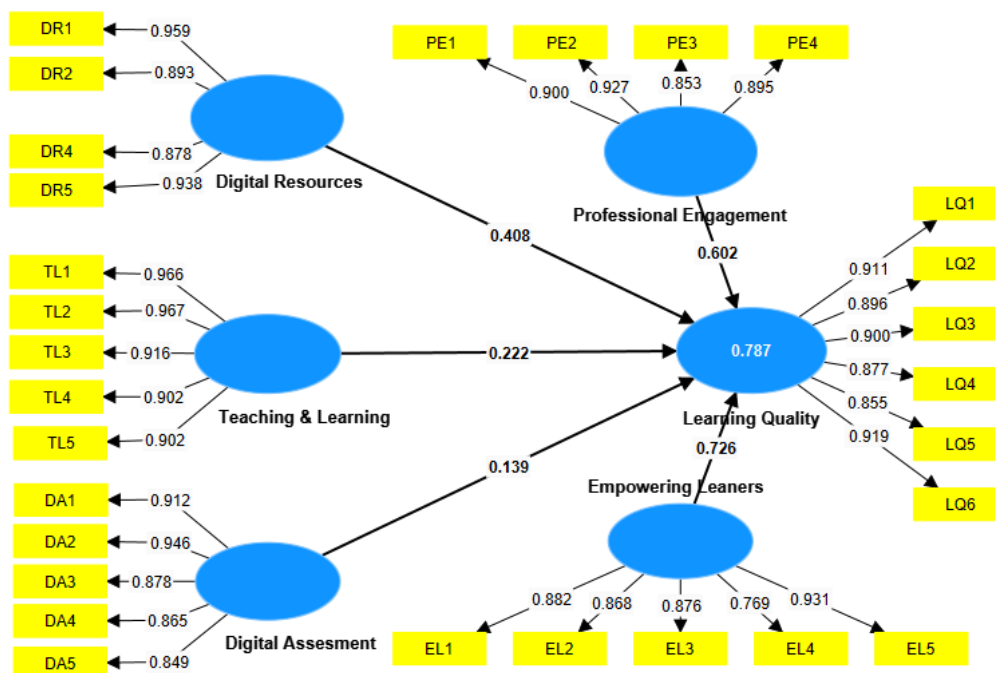 DR1
0.959
DR2
0.893
DR4
0.878
DR5
0.938
Digital Resources
PE1
PE2
PE3
PE4
0.900
0.927
0.853
0.895
Professional Engagement
0.408
0.602
TL1
0.966
TL2
0.967
TL3
0.916
TL4
0.902
TL5
0.902
Teaching & Learning
0.222
0.787
Learning Quality
LQ1
0.911
LQ2
0.896
LQ3
0.900
LQ4
0.877
LQ5
0.855
LQ6
0.919
0.139
0.726
DA1
0.912
DA2
0.946
DA3
0.878
DA4
0.865
DA5
0.849
Digital Assesment
Empowering Leaners
0.882
0.868
0.876
0.769
0.931
EL1
EL2
EL3
EL4
EL5